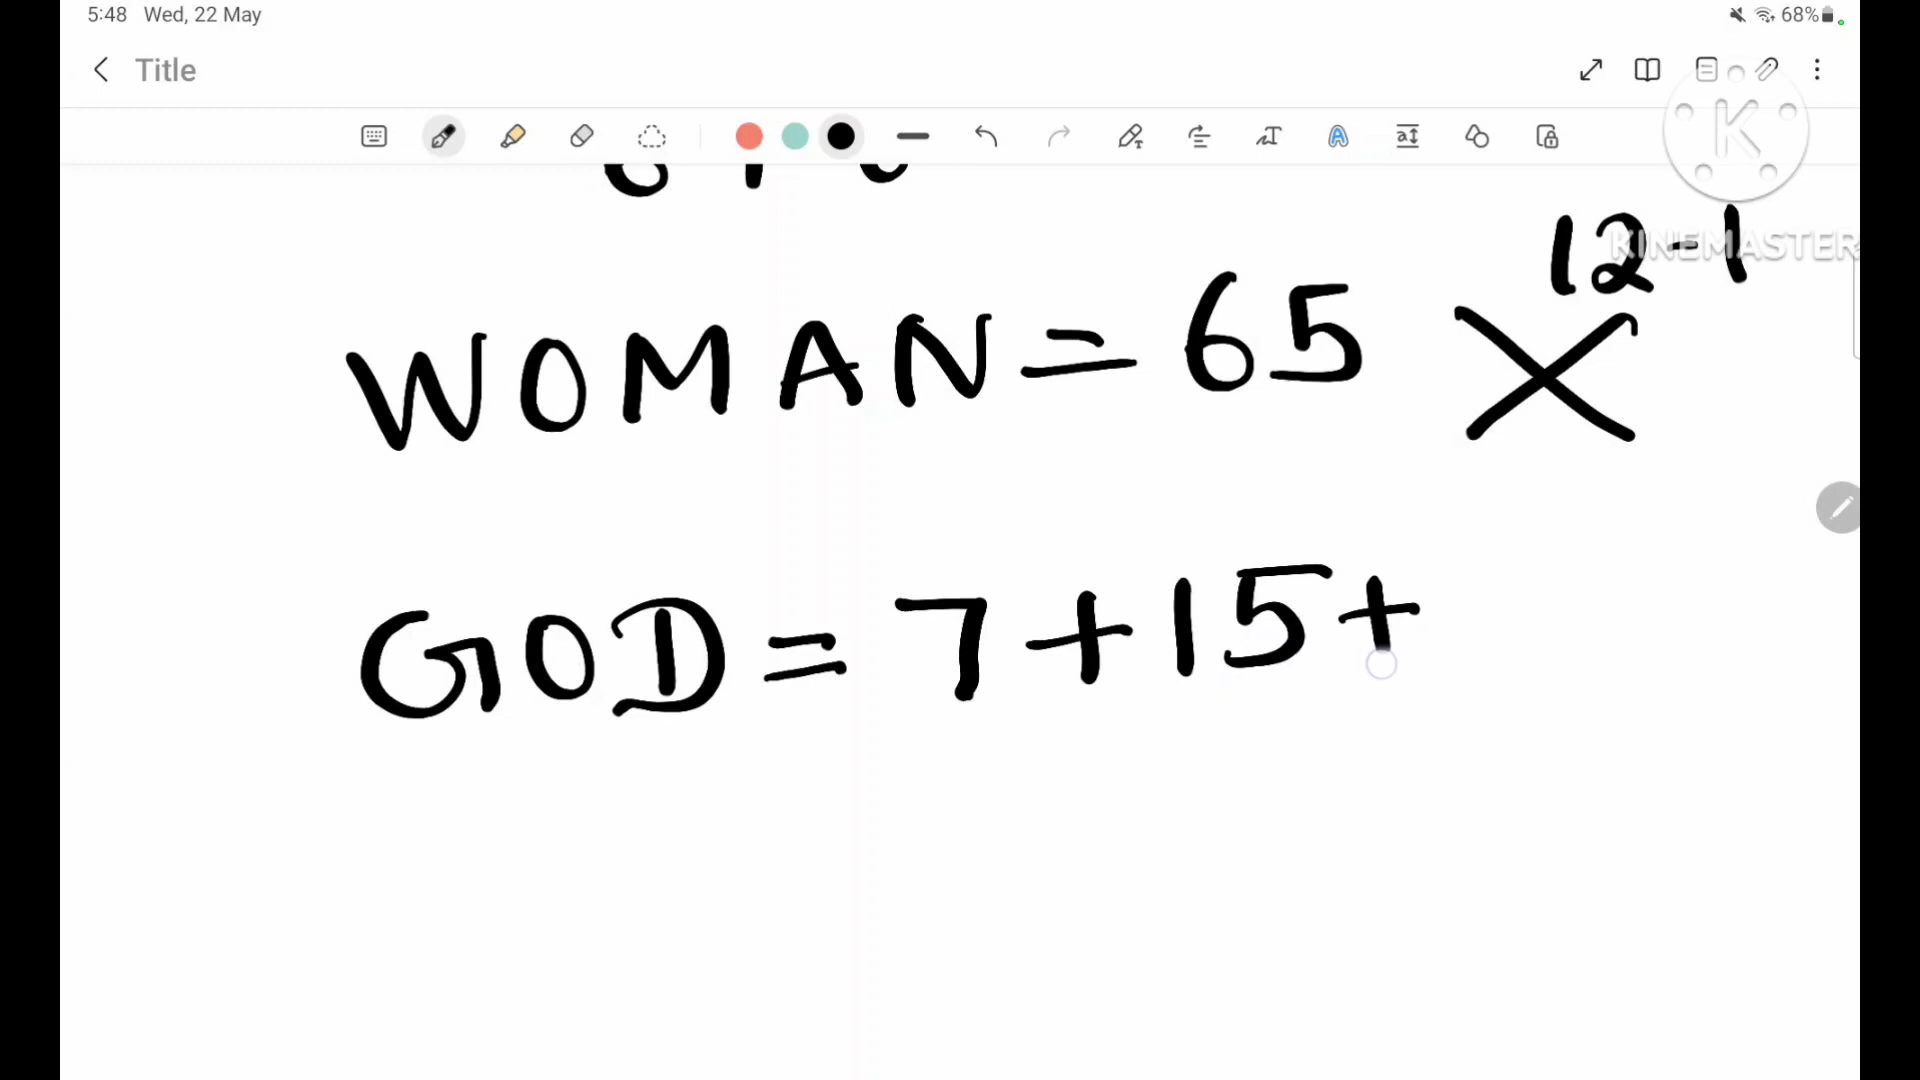 5:48 Wed, 22 May 68%
Title
K
KINEMASTER
12-1
WOMAN = 65 X
GOD = 7+15+